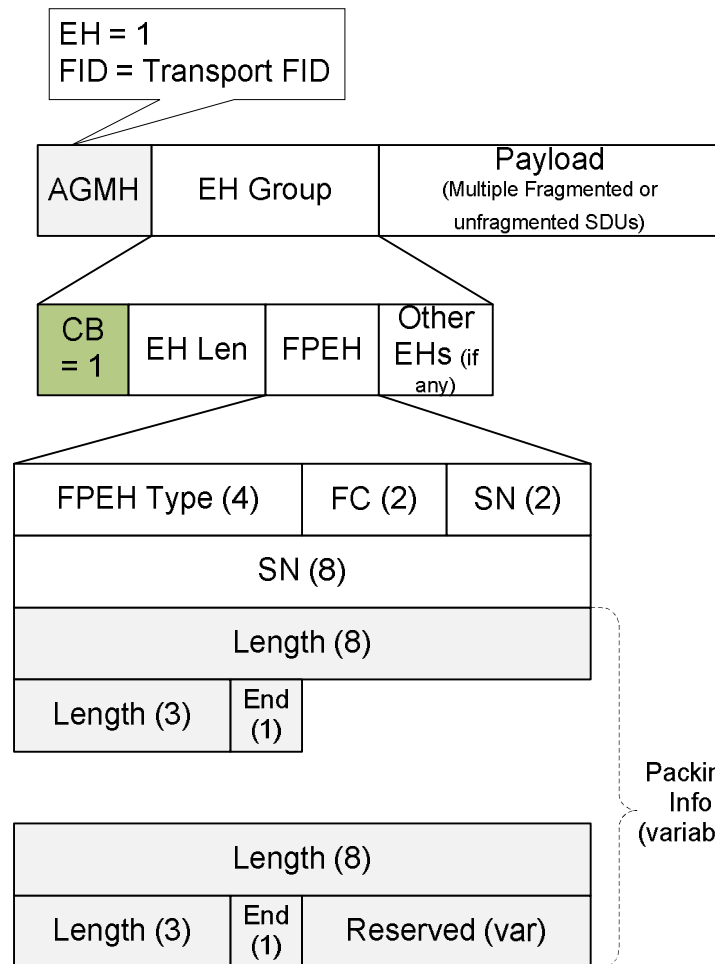 EH = 1
FID = Transport FID
AGMH
EH Group
Payload
(Multiple Fragmented or
unfragmented SDUs)
CB
= 1
EH Len
FPEH
Other
EHs (if
any)
FPEH Type (4)
FC (2)
SN (2)
SN (8)
Length (8)
Length (3)
End
(1)
Packin
Info
(variab
Length (8)
Length (3)
End
(1)
Reserved (var)